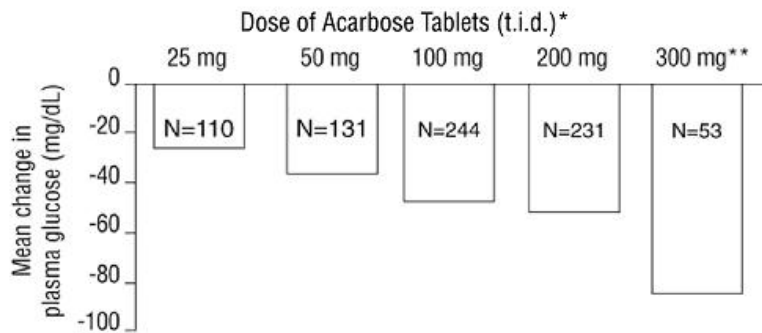 Dose of Acarbose Tablets (t.i.d.)*
25 mg 50 mg 100 mg 200 mg 300 mg**
Mean change in
plasma glucose (mg/dL)
0
-20
-40
-60
-80
-100
N=110 N=131 N=244 N=231 N=53